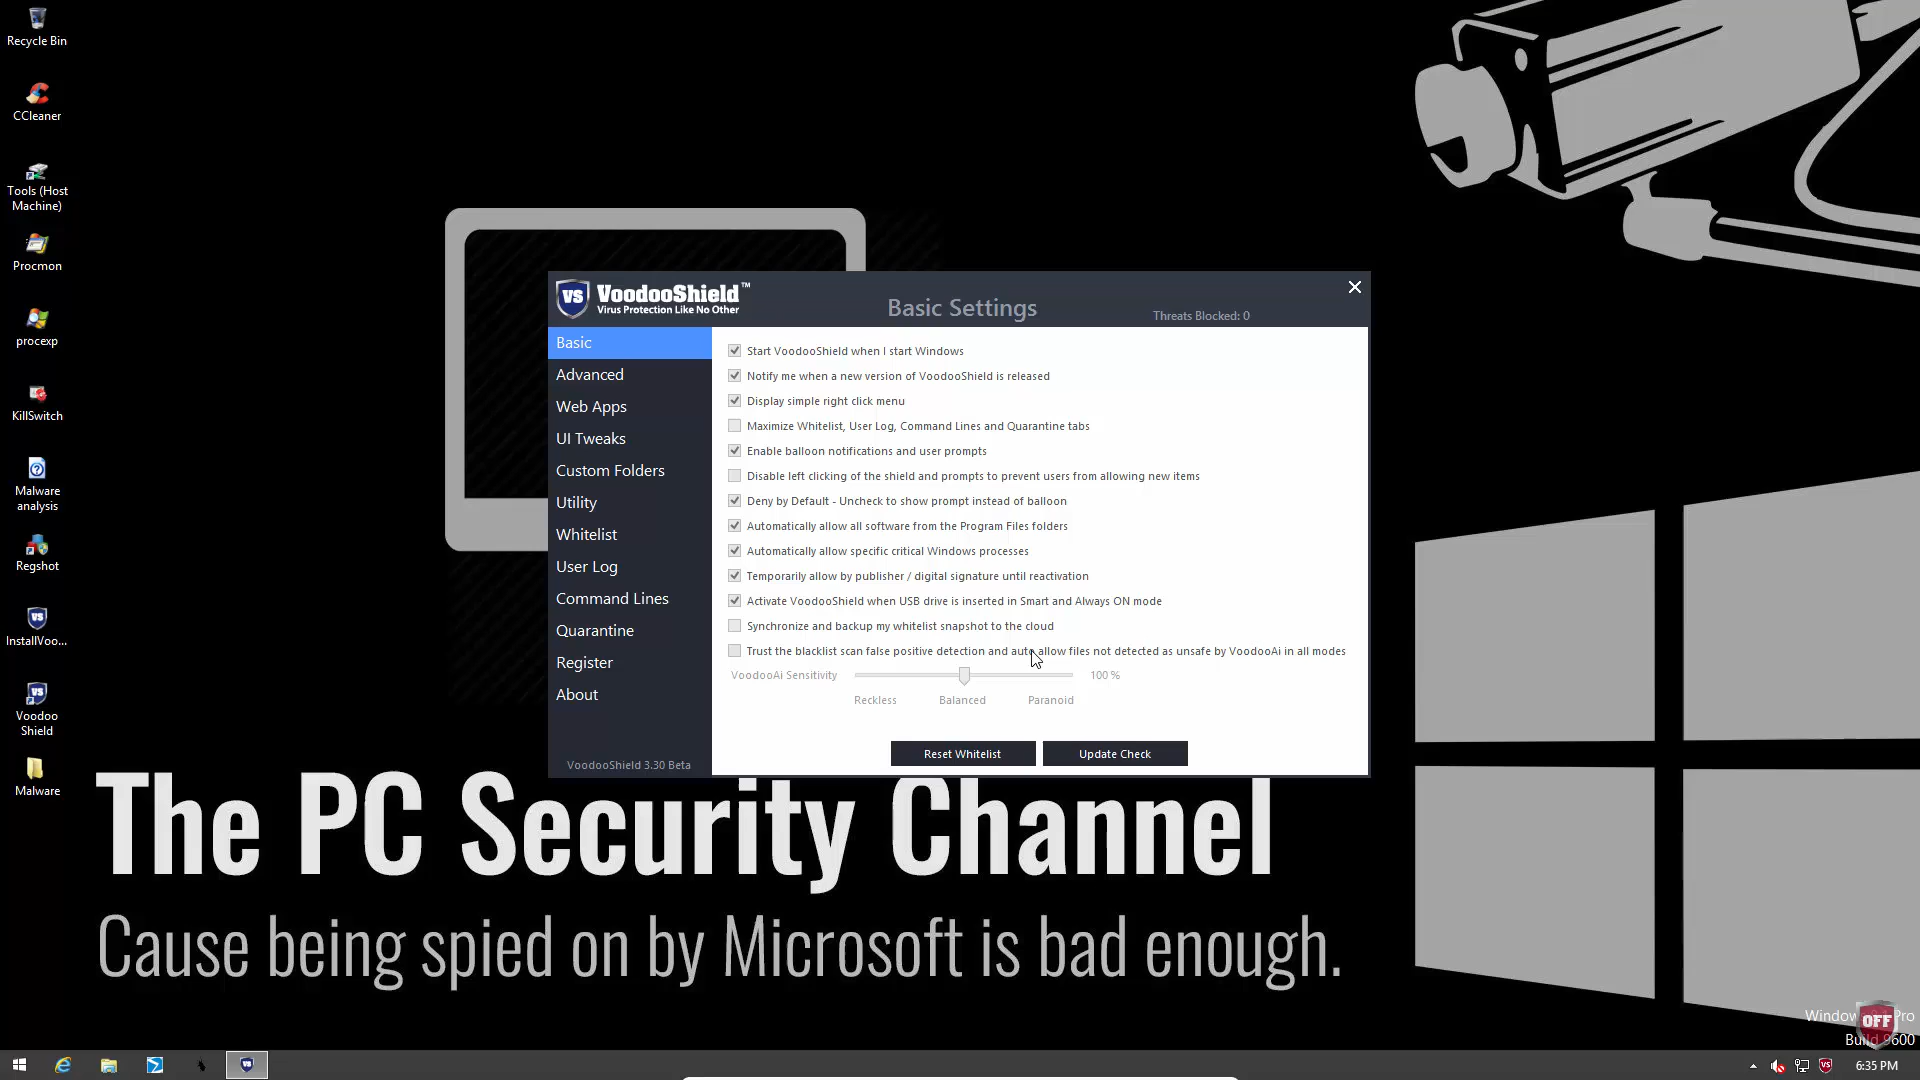 Recycle Bin
CCleaner
Tools (Host
Machine)
Procmon
procexp
KillSwitch
Malware
analysis
Regshot
InstallVoo...
Voodoo
Shield
Malware
VS
VoodooShield™
Virus Protection Like No Other
Basic Settings
Threats Blocked: 0
Basic
Advanced
Web Apps
UI Tweaks
Custom Folders
Utility
Whitelist
User Log
Command Lines
Quarantine
Register
About
VoodooShield 3.30 Beta
Start VoodooShield when I start Windows
Notify me when a new version of VoodooShield is released
Display simple right click menu
Maximize Whitelist, User Log, Command Lines and Quarantine tabs
Enable balloon notifications and user prompts
Disable left clicking of the shield and prompts to prevent users from allowing new items
Deny by Default - Uncheck to show prompt instead of balloon
Automatically allow all software from the Program Files folders
Automatically allow specific critical Windows processes
Temporarily allow by publisher / digital signature until reactivation
Activate VoodooShield when USB drive is inserted in Smart and Always ON mode
Synchronize and backup my whitelist snapshot to the cloud
Trust the blacklist scan false positive detection and auto allow files not detected as unsafe by VoodooAi in all modes
VoodooAi Sensitivity
100 %
Reckless
Balanced
Paranoid
Reset Whitelist
Update Check
The PC Security Channel
Cause being spied on by Microsoft is bad enough.
Pro
OFF
Build 9600
6:35 PM